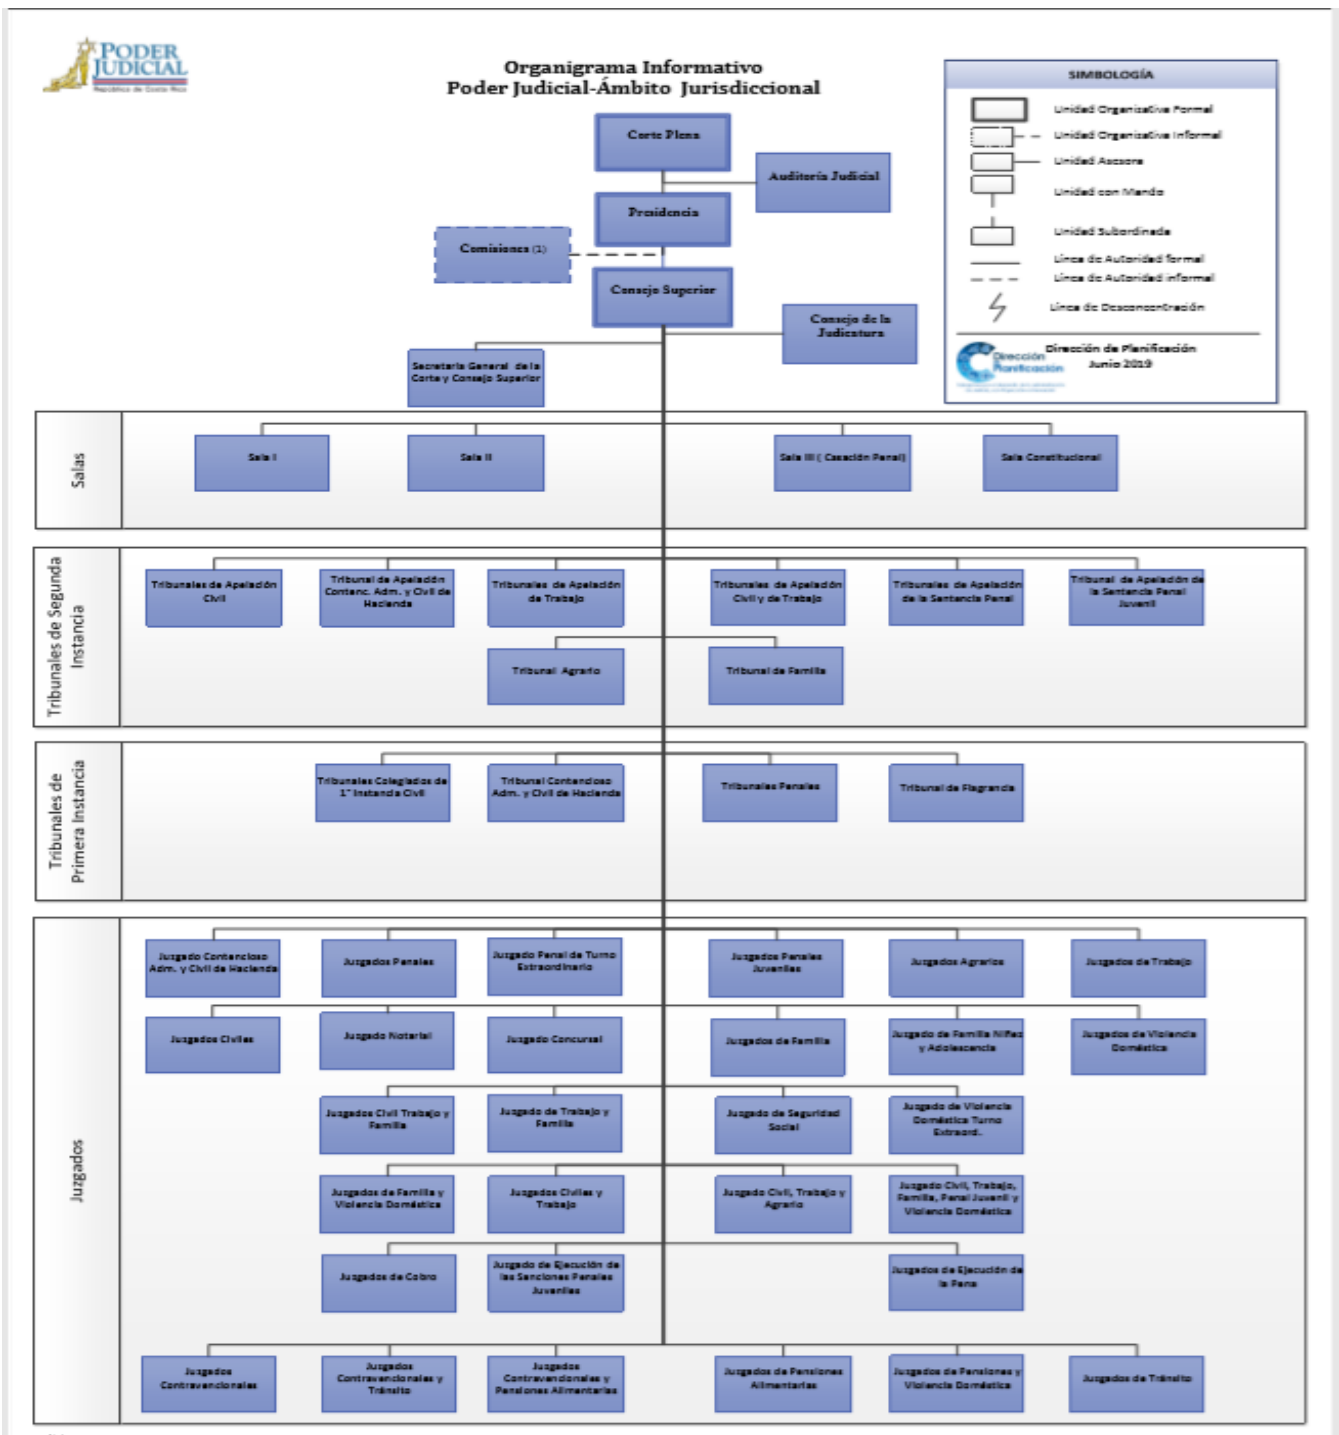 PODER
JUDICIAL
República de Costa Rica
Organigrama Informativo
Poder Judicial-Ámbito Jurisdiccional
SIMBOLOGÍA
Unidad Organizativa Formal
Unidad Organizativa Informal
Unidad Asesora
Unidad con Mando
Unidad Subordinada
Línea de Autoridad formal
Línea de Autoridad informal
Línea de Desconcentración
Dirección
Planificación
Dirección de Planificación
Junio 2019
Corte Plena
Auditoría Judicial
Presidencia
Comisiones (1)
Consejo Superior
Consejo de la
Judicatura
Secretaría General de la
Corte y Consejo Superior
Salas
Sala I
Sala II
Sala III ( Casación Penal)
Sala Constitucional
Tribunales de Segunda
Instancia
Tribunales de Apelación
Civil
Tribunal de Apelación
Contenc. Adm. y Civil de
Hacienda
Tribunales de Apelación
de Trabajo
Tribunales de Apelación
Civil y de Trabajo
Tribunales de Apelación
de la Sentencia Penal
Tribunal de Apelación de
la Sentencia Penal
Juvenil
Tribunal Agrario
Tribunal de Familia
Tribunales de
Primera Instancia
Tribunales Colegiados de
1° Instancia Civil
Tribunal Contencioso
Adm. y Civil de Hacienda
Tribunales Penales
Tribunal de Flagrancia
Juzgados
Juzgado Contencioso
Adm. y Civil de Hacienda
Juzgados Penales
Juzgado Penal de Turno
Extraordinario
Juzgados Penales
Juveniles
Juzgados Agrarios
Juzgados de Trabajo
Juzgados Civiles
Juzgado Notarial
Juzgado Concursal
Juzgados de Familia
Juzgado de Familia Niñez
y Adolescencia
Juzgados de Violencia
Doméstica
Juzgados Civil Trabajo y
Familia
Juzgado de Trabajo y
Familia
Juzgado de Seguridad
Social
Juzgado de Violencia
Doméstica Turno
Extraord.
Juzgados de Familia y
Violencia Doméstica
Juzgados Civiles y
Trabajo
Juzgado Civil, Trabajo y
Agrario
Juzgado Civil, Trabajo,
Familia, Penal Juvenil y
Violencia Doméstica
Juzgados de Cobro
Juzgado de Ejecución de
las Sanciones Penales
Juveniles
Juzgados de Ejecución de
la Pena
Juzgados
Contravencionales
Juzgados
Contravencionales y
Tránsito
Juzgados
Contravencionales y
Pensiones Alimentarias
Juzgados de Pensiones
Alimentarias
Juzgados de Pensiones y
Violencia Doméstica
Juzgados de Tránsito